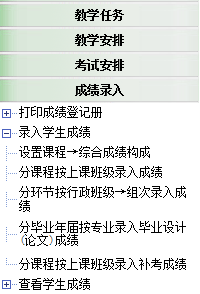 教学任务
教学安排
考试安排
成绩录入
打印成绩登记册
录入学生成绩
设置课程→综合成绩构成
分课程按上课班级录入成绩
分环节按行政班级→组次录入成
绩
分毕业年届按专业录入毕业设计
(论文)成绩
分课程按上课班级录入补考成绩
查看学生成绩